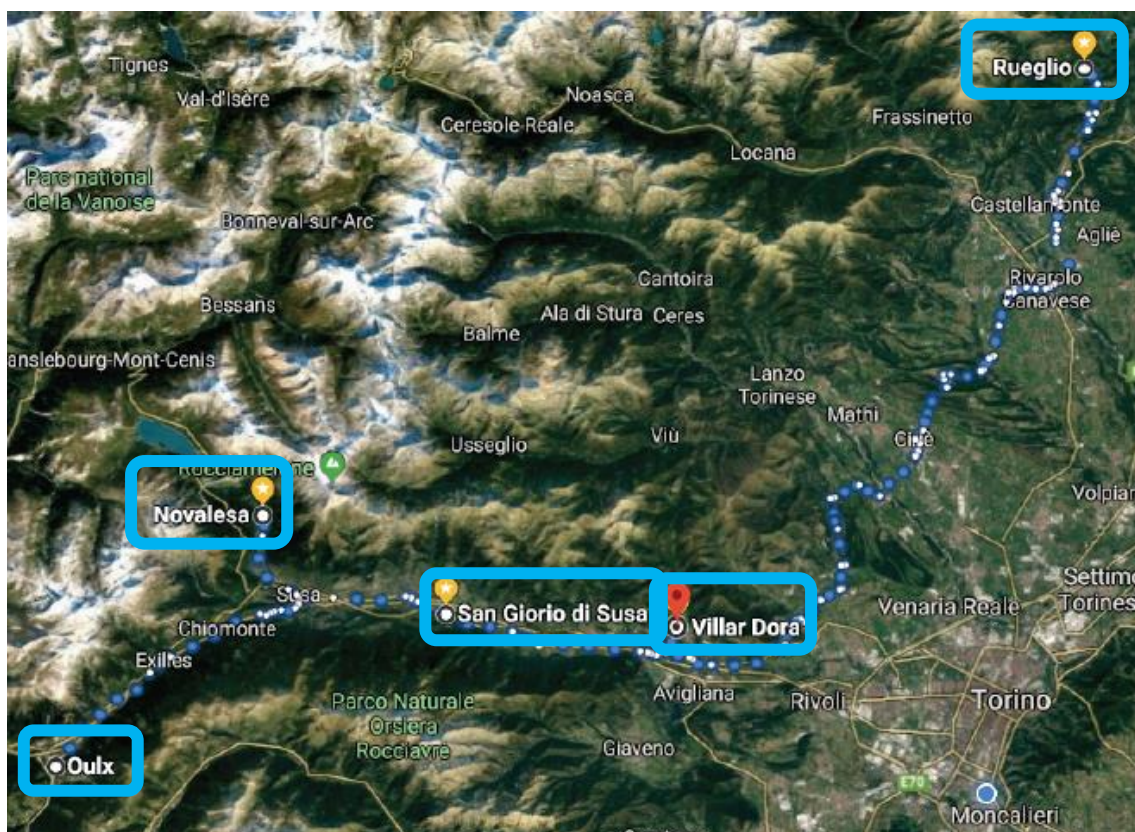 Tignes
Val-d'Isère
Noasca
Rueglio
Ceresole Reale
Frassinetto
Locana
Parc national
de la Vanoise
Castellamonte
Bonneval-sur-Arc
Agliè
Cantoira
Rivarolo
Canavese
Bessans
Ala di Stura
Ceres
Balme
anslebourg-Mont-Cenis
Lanzo
Torinese
Mathi
Usseglio
Viù
Ciriè
Rocciamelone
Volpian
Novalesa
Susa
San Giorio di Susa
Villar Dora
Venaria Reale
Settimo
Torines
Chiomonte
Exilles
Avigliana
Rivoli
Torino
Parco Naturale
Orsiera
Rocciavrè
Giaveno
Oulx
E70
Moncalieri